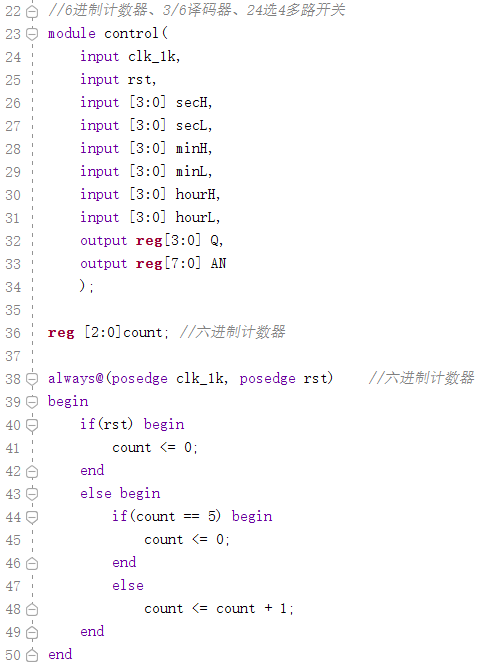 22 //6进制计数器、3/6译码器、24选4多路开关
23 module control(
24     input clk_1k,
25     input rst,
26     input [3:0] secH,
27     input [3:0] secL,
28     input [3:0] minH,
29     input [3:0] minL,
30     input [3:0] hourH,
31     input [3:0] hourL,
32     output reg[3:0] Q,
33     output reg[7:0] AN
34     );
35
36 reg [2:0]count; //六进制计数器
37
38 always@(posedge clk_1k, posedge rst)    //六进制计数器
39 begin
40     if(rst) begin
41         count <= 0;
42     end
43     else begin
44         if(count == 5) begin
45             count <= 0;
46         end
47         else
48             count <= count + 1;
49     end
50 end